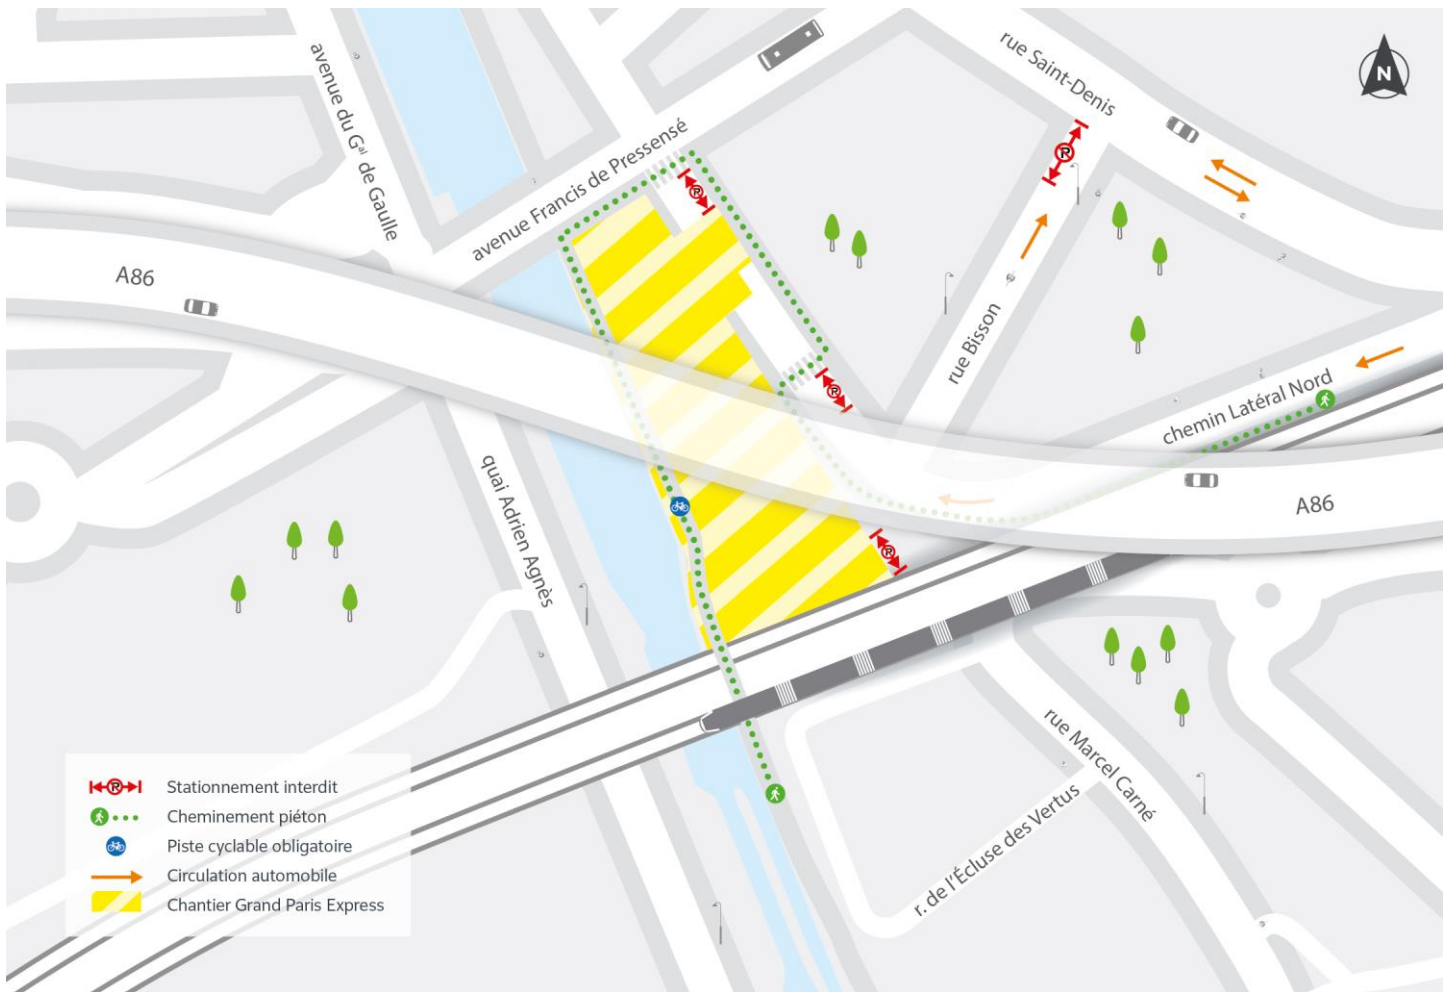 avenue du Gal de Gaulle
avenue Francis de Pressensé
rue Saint-Denis
N
P
P
A86
rue Bisson
chemin Latéral Nord
P
A86
quai Adrien Agnès
P
rue Marcel Carné
r. de l'Écluse des Vertus
P Stationnement interdit
Cheminement piéton
Piste cyclable obligatoire
Circulation automobile
Chantier Grand Paris Express